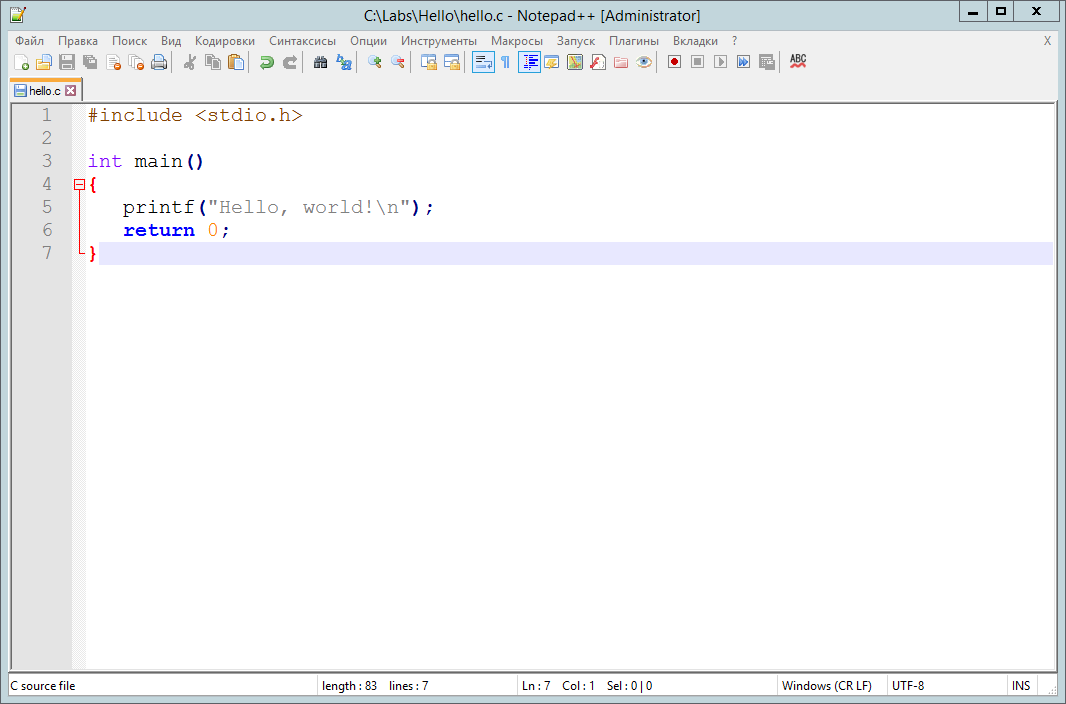 C:\Labs\Hello\hello.c - Notepad++ [Administrator]
Файл Правка Поиск Вид Кодировки Синтаксисы Опции Инструменты Макросы Запуск Плагины Вкладки ? X
ABC
hello.c
1 #include <stdio.h>
2
3 int main()
4 {
5 printf("Hello, world!\n");
6 return 0;
7 }
C source file length : 83 lines : 7 Ln : 7 Col : 1 Sel : 0 | 0 Windows (CR LF) UTF-8 INS